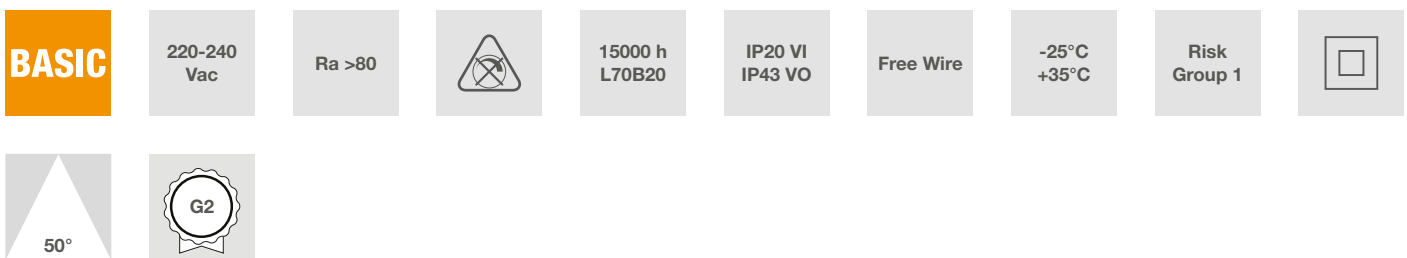 BASIC
220-240
Vac
Ra >80
15000 h
L70B20
IP20 VI
IP43 VO
Free Wire
-25°C
+35°C
Risk
Group 1
50°
G2